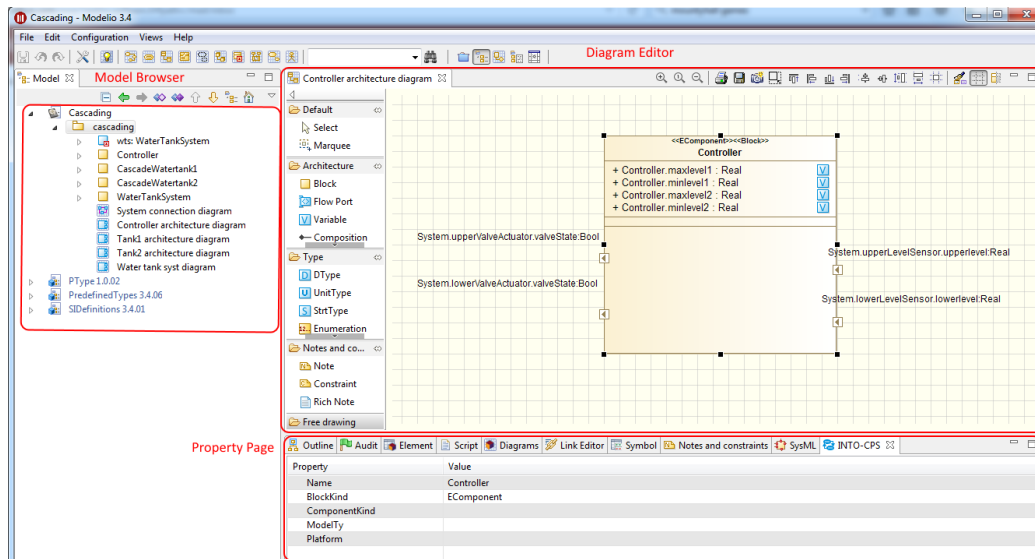 Cascading - Modelio 3.4
File Edit Configuration Views Help
Diagram Editor
Model
Model Browser
Controller architecture diagram
Cascading
cascading
wts: WaterTankSystem
Controller
CascadeWatertank1
CascadeWatertank2
WaterTankSystem
System connection diagram
Controller architecture diagram
Tank1 architecture diagram
Tank2 architecture diagram
Water tank syst diagram
PType 1.0.02
PredefinedTypes 3.4.06
SIDefinitions 3.4.01
Default
Select
Marquee
Architecture
Block
Flow Port
Variable
Composition
Type
DType
UnitType
StrtType
Enumeration
Notes and co...
Note
Constraint
Rich Note
Free drawing
<<EComponent>><<Block>>
Controller
+ Controller.maxlevel1 : Real
+ Controller.minlevel1 : Real
+ Controller.maxlevel2 : Real
+ Controller.minlevel2 : Real
System.upperValveActuator.valveState:Bool
System.upperLevelSensor.upperlevel:Real
System.lowerValveActuator.valveState:Bool
System.lowerLevelSensor.lowerlevel:Real
Property Page
Outline Audit Element Script Diagrams Link Editor Symbol Notes and constraints SysML INTO-CPS
Property Value
Name Controller
BlockKind EComponent
ComponentKind
ModelTy
Platform